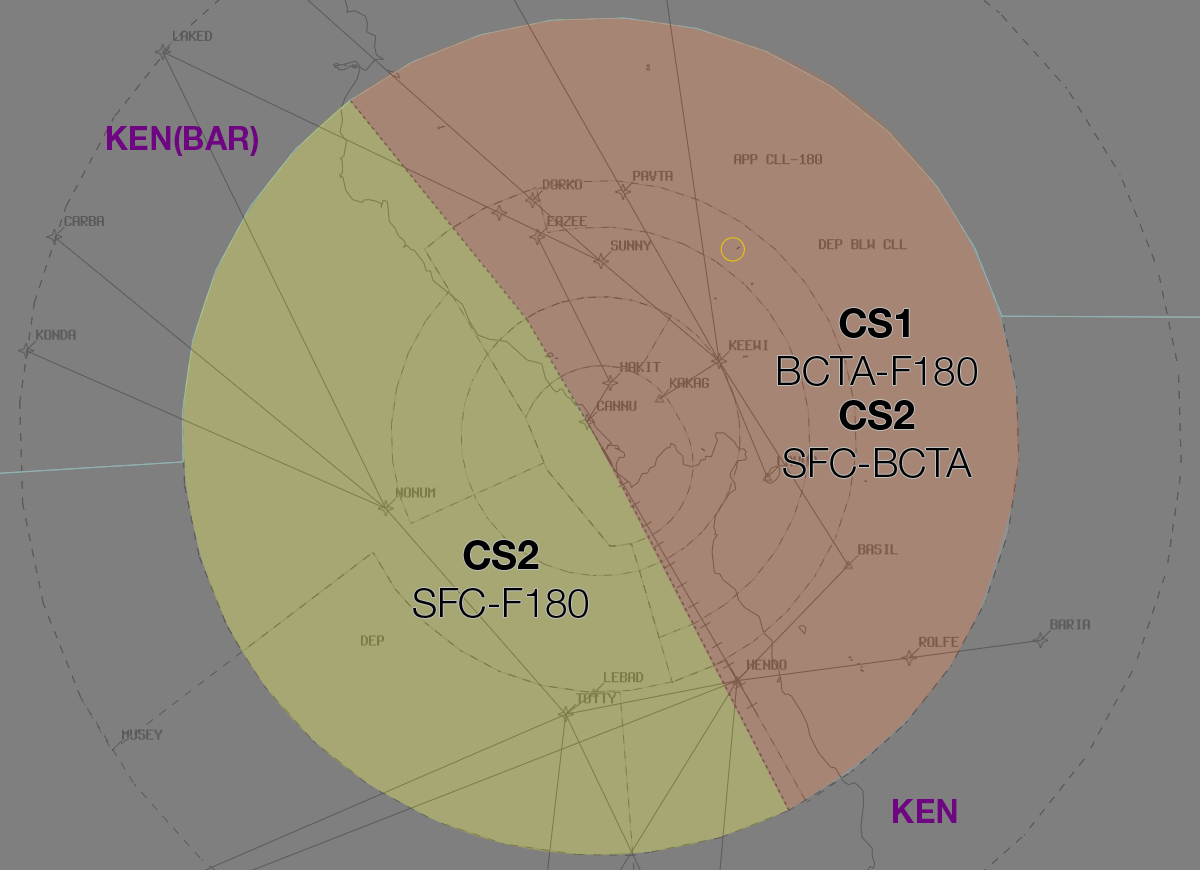 LAKED
KEN(BAR)
APP CLL-180
DORKO
PAVTA
CARBA
EAZEE
SUNNY
DEP BLW CLL
CS1
KONDA
KEEWI
BCTA-F180
HAKIT
KAKAG
CANNU
CS2
SFC-BCTA
NONUM
CS2
BASIL
SFC-F180
BARIA
DEP
ROLFE
HENDO
LEBAD
TOTTY
MUSEY
KEN